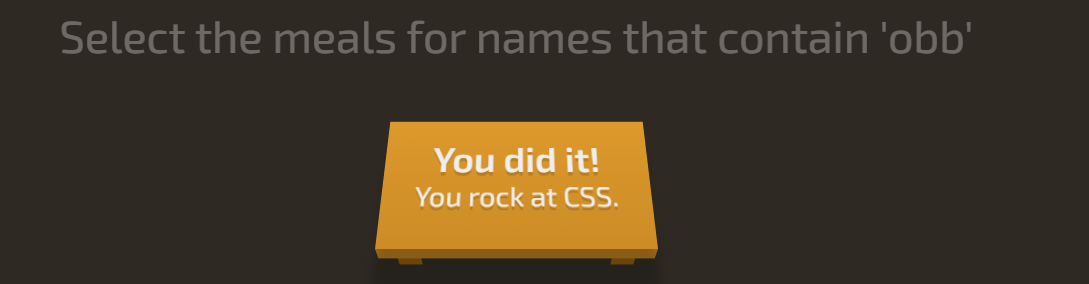 Select the meals for names that contain 'obb'
You did it!
You rock at CSS.